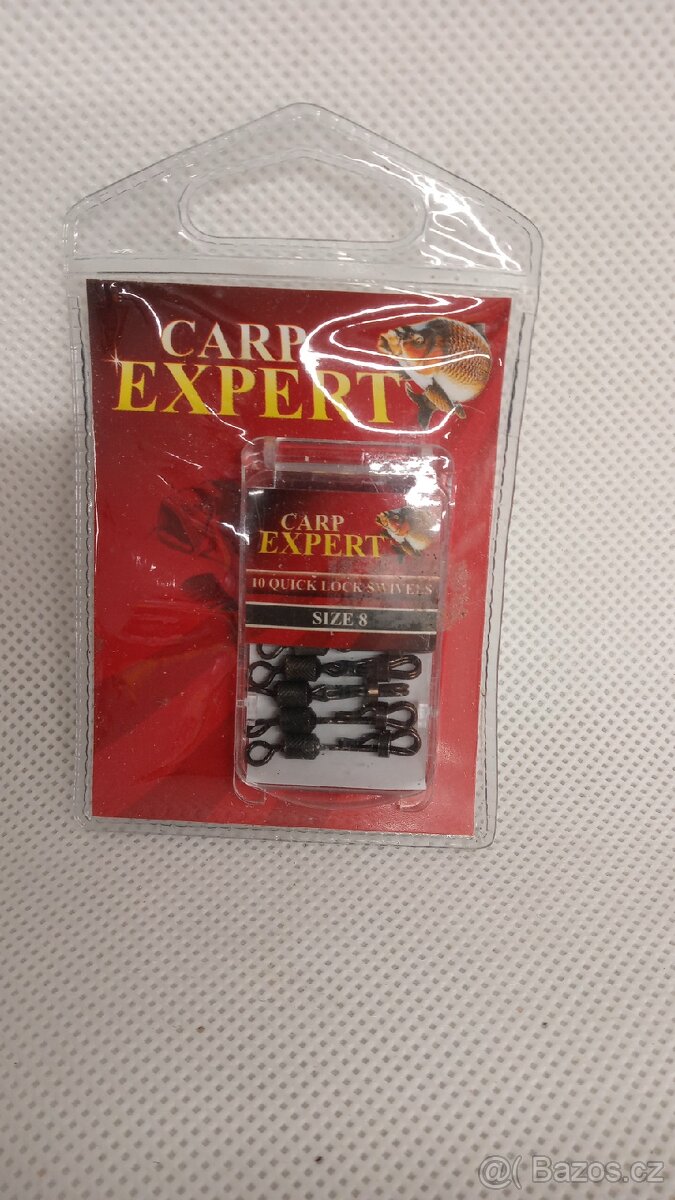 CARP
EXPERT
CARP
EXPERT
10 QUICK LOCK SWIVELS
SIZE 8
@( Bazos.cz